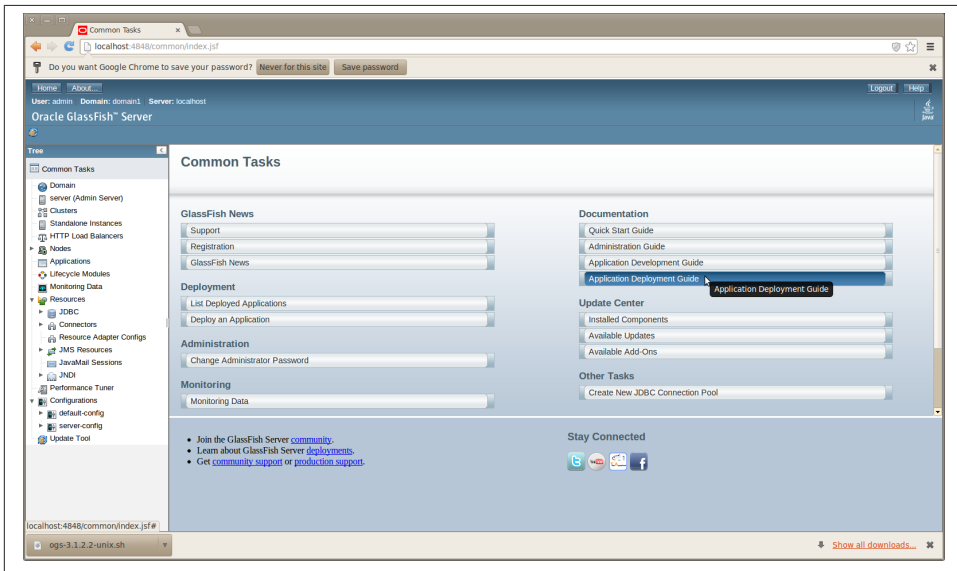 Common Tasks
localhost:4848/common/index.jsf
Do you want Google Chrome to save your password? Never for this site Save password
Home About... Logout Help
User: admin Domain: domain1 Server: localhost
Oracle GlassFish™ Server
Java
Tree
Common Tasks
Domain
server (Admin Server)
Clusters
Standalone Instances
HTTP Load Balancers
Nodes
Applications
Lifecycle Modules
Monitoring Data
Resources
JDBC
Connectors
Resource Adapter Configs
JMS Resources
JavaMail Sessions
JNDI
Performance Tuner
Configurations
default-config
server-config
Update Tool
Common Tasks
GlassFish News
Support
Registration
GlassFish News
Deployment
List Deployed Applications
Deploy an Application
Administration
Change Administrator Password
Monitoring
Monitoring Data
Documentation
Quick Start Guide
Administration Guide
Application Development Guide
Application Deployment Guide
Application Deployment Guide
Update Center
Installed Components
Available Updates
Available Add-Ons
Other Tasks
Create New JDBC Connection Pool
Join the GlassFish Server community.
Learn about GlassFish Server deployments.
Get community support or production support.
Stay Connected
localhost:4848/common/index.jsf#
ogs-3.1.2.2-unix.sh
Show all downloads...